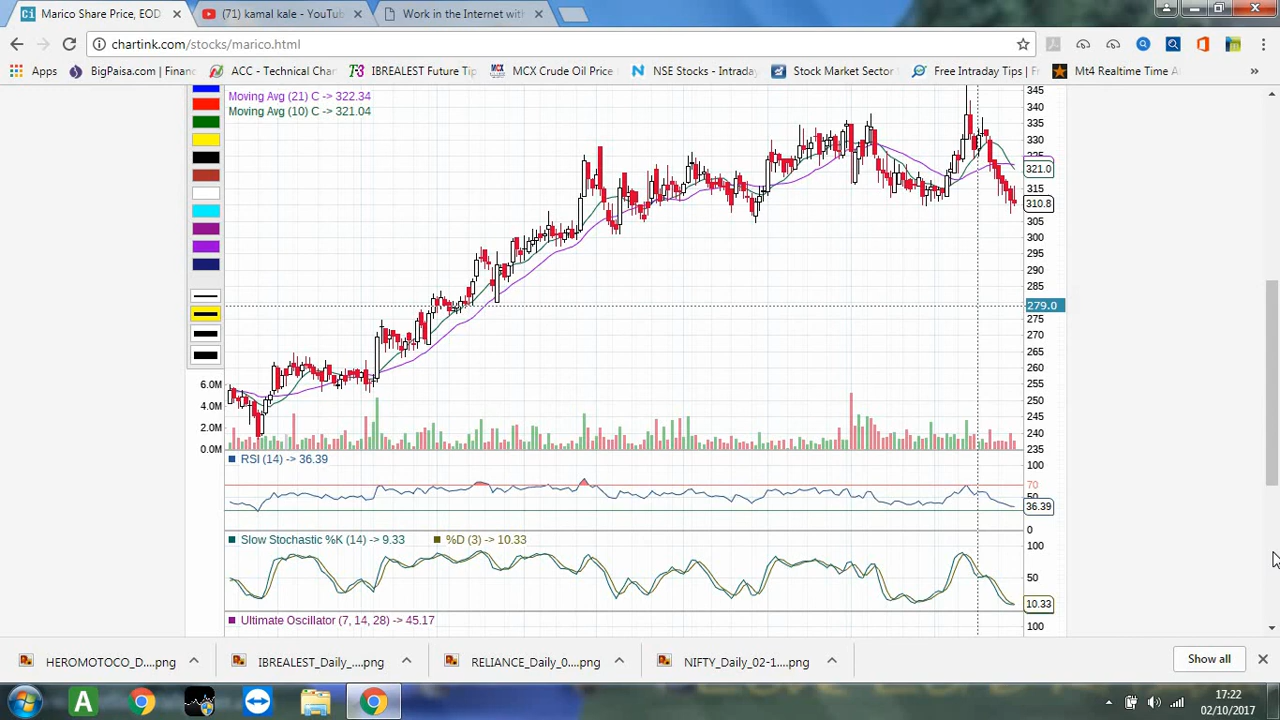 Marico Share Price, EOD
(71) kamal kale - YouTub
Work in the Internet with
chartink.com/stocks/marico.html
Apps
BigPaisa.com | Financ
ACC - Technical Char
IBREALEST Future Tip
MCX Crude Oil Price
NSE Stocks - Intraday
Stock Market Sector
Free Intraday Tips | Fr
Mt4 Realtime Ai
»
Moving Avg (21) C -> 322.34
Moving Avg (10) C -> 321.04
345
340
335
330
325
321.0
315
310.8
305
300
295
290
285
279.0
275
270
265
260
255
250
245
240
235
6.0M
4.0M
2.0M
0.0M
RSI (14) -> 36.39
100
70
50
36.39
0
Slow Stochastic %K (14) -> 9.33
%D (3) -> 10.33
100
50
10.33
Ultimate Oscillator (7, 14, 28) -> 45.17
100
HEROMOTOCO_D....png
IBREALEST_Daily_....png
RELIANCE_Daily_0....png
NIFTY_Daily_02-1....png
Show all
17:22
02/10/2017